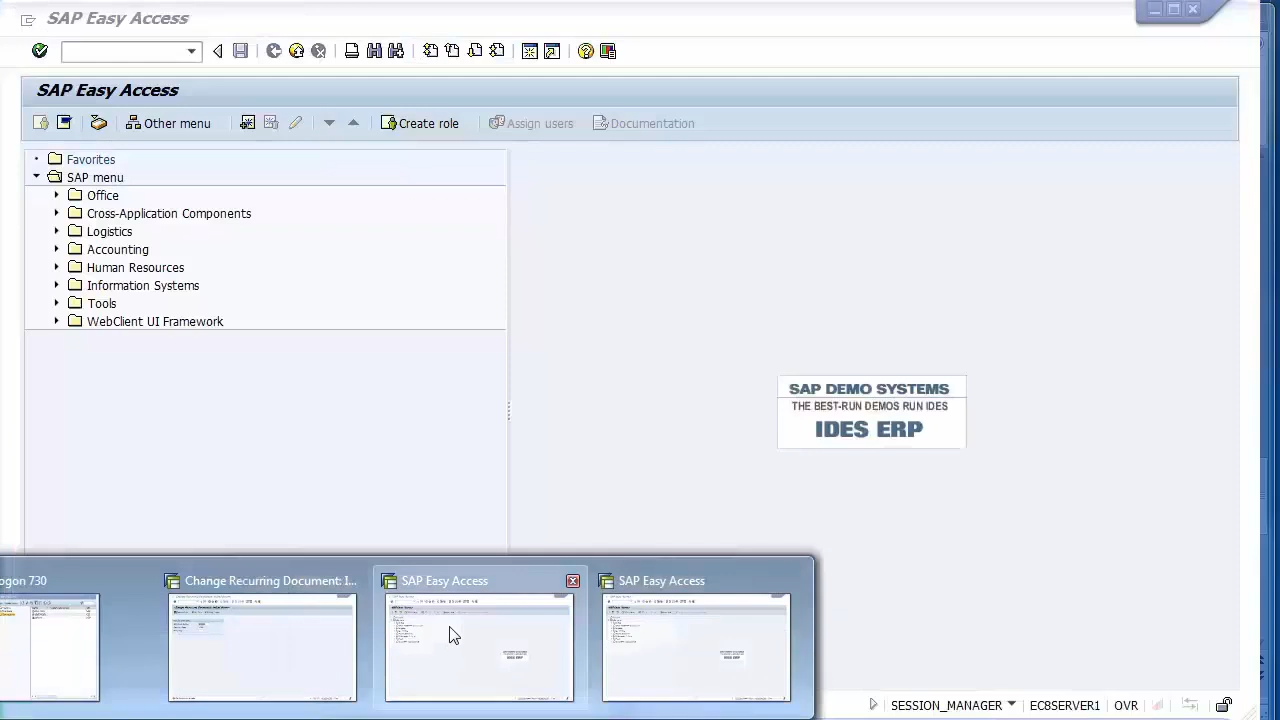 SAP Easy Access
SAP Easy Access
Other menu Create role Assign users Documentation
Favorites
SAP menu
Office
Cross-Application Components
Logistics
Accounting
Human Resources
Information Systems
Tools
WebClient UI Framework
SAP DEMO SYSTEMS
THE BEST-RUN DEMOS RUN IDES
IDES ERP
ogon 730 Change Recurring Document: I... SAP Easy Access SAP Easy Access
SESSION_MANAGER EC8SERVER1 OVR